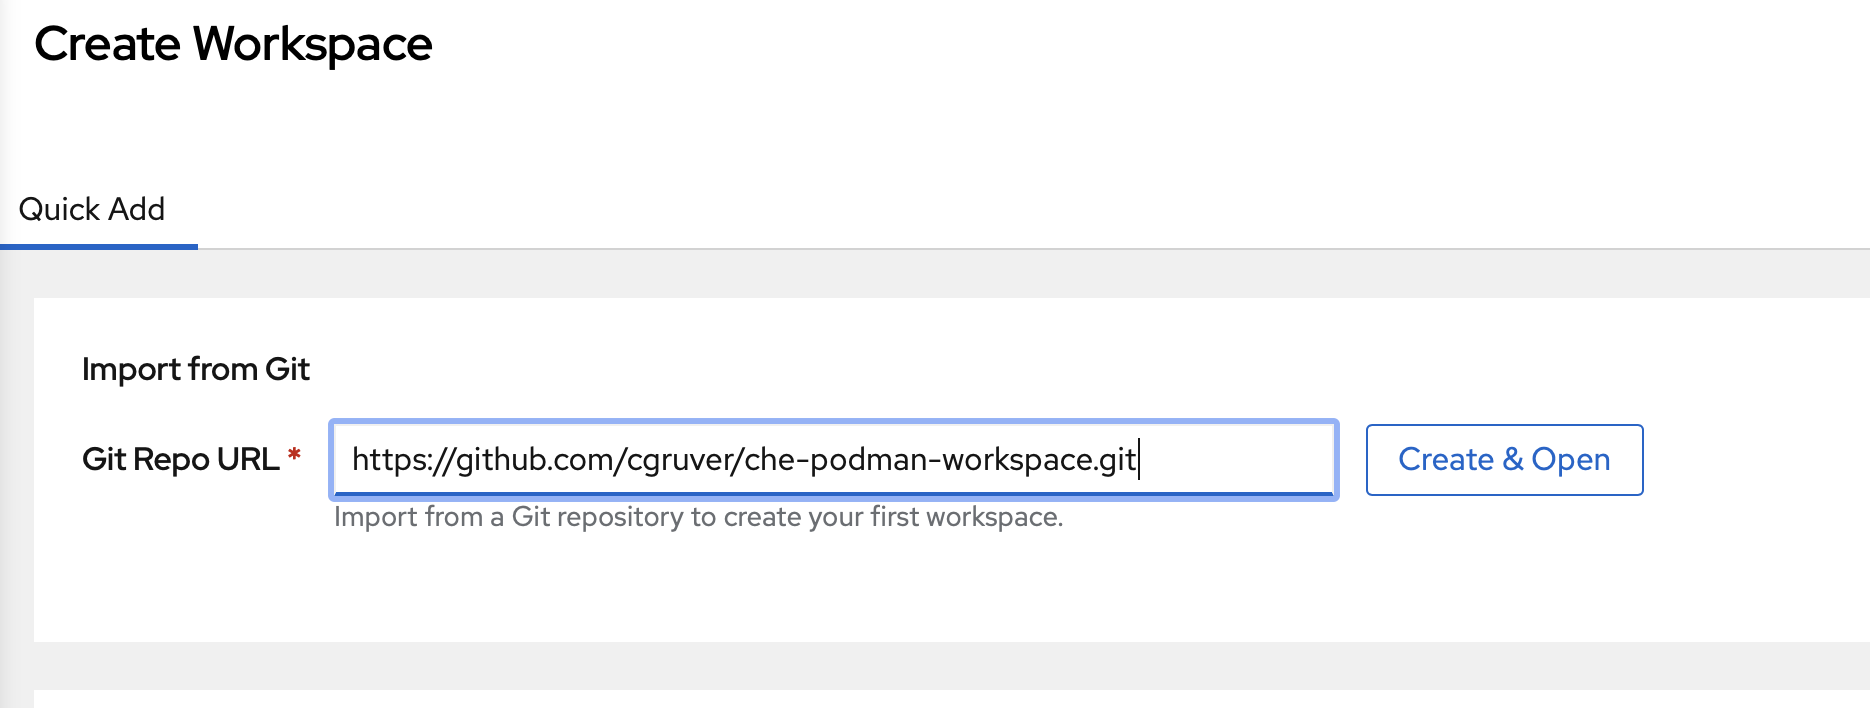 Create Workspace
Quick Add
Import from Git
Git Repo URL * https://github.com/cgruver/che-podman-workspace.git Create & Open
Import from a Git repository to create your first workspace.